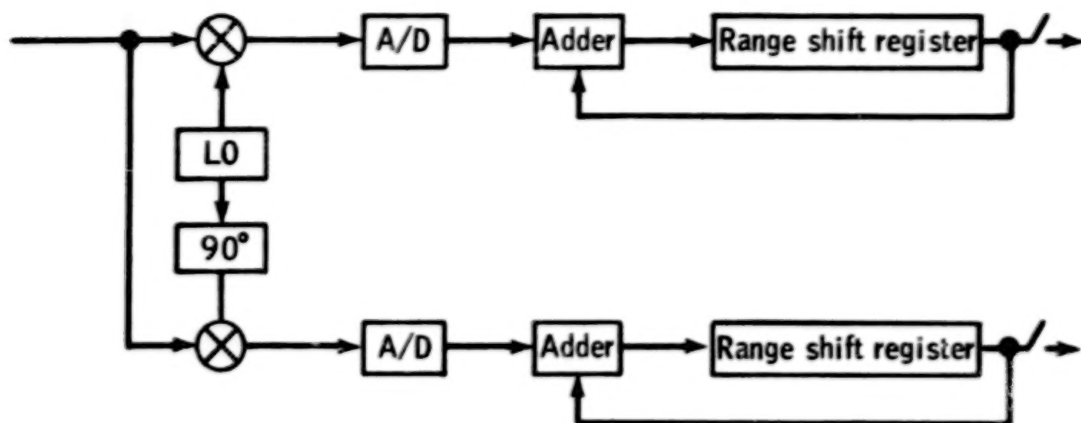 A/D
Adder
Range shift register
LO
90°
A/D
Adder
Range shift register